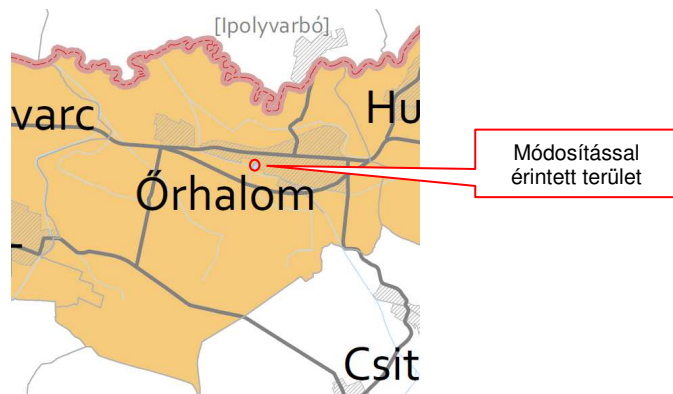 [Ipolyvarbó]
varc
Hu
Módosítással
érintett terület
Őrhalom
Csit